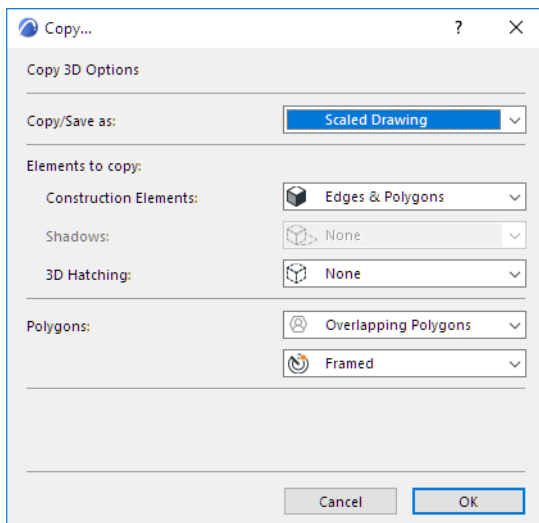 Copy...
?
Copy 3D Options
Copy/Save as: Scaled Drawing
Elements to copy:
Construction Elements: Edges & Polygons
Shadows: None
3D Hatching: None
Polygons: Overlapping Polygons
Framed
Cancel OK